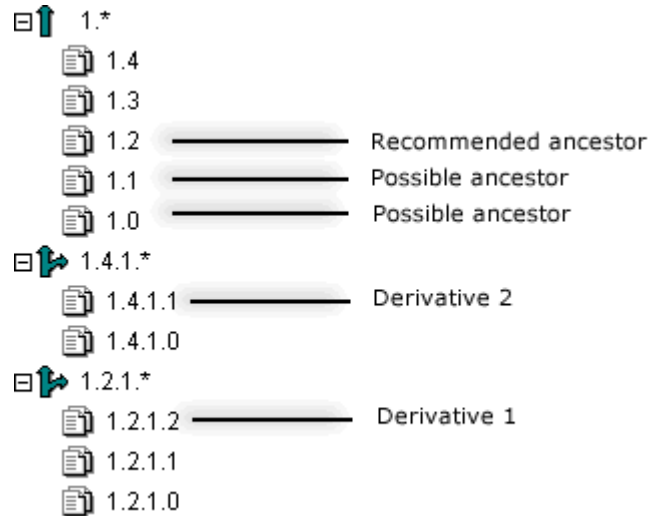 1.*
1.4
1.3
1.2 Recommended ancestor
1.1 Possible ancestor
1.0 Possible ancestor
1.4.1.*
1.4.1.1 Derivative 2
1.4.1.0
1.2.1.*
1.2.1.2 Derivative 1
1.2.1.1
1.2.1.0